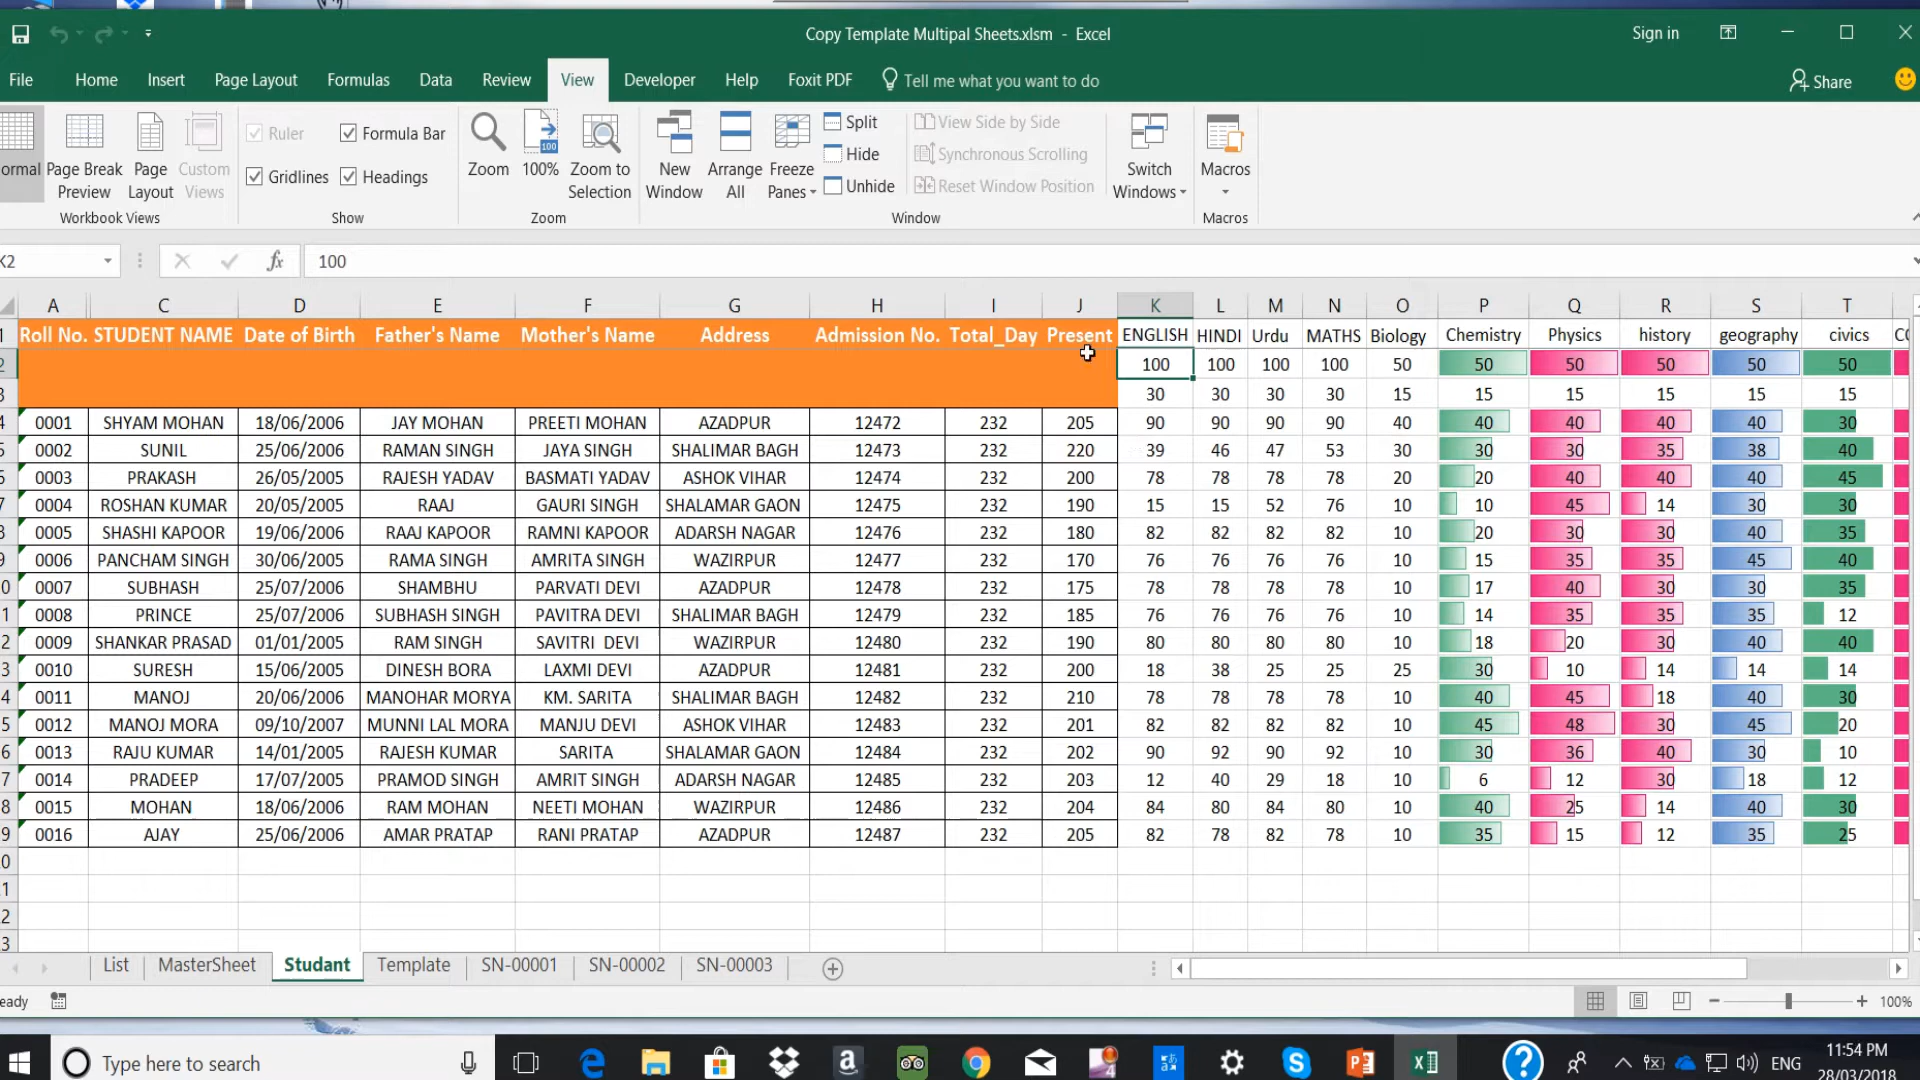 Copy Template Multipal Sheets.xlsm - Excel
Sign in
File Home Insert Page Layout Formulas Data Review View Developer Help Foxit PDF Tell me what you want to do Share
ormal Page Break Preview Page Layout Custom Views
Workbook Views
Ruler Formula Bar
Gridlines Headings
Show
Zoom 100% Zoom to Selection
Zoom
New Window Arrange All Freeze Panes
Split
Hide
Unhide
View Side by Side
Synchronous Scrolling
Reset Window Position
Window
Switch Windows
Macros
Macros
K2 fx 100
A C D E F G H I J K L M N O P Q R S T
1 Roll No. STUDENT NAME Date of Birth Father's Name Mother's Name Address Admission No. Total_Day Present ENGLISH HINDI Urdu MATHS Biology Chemistry Physics history geography civics
2 100 100 100 100 50 50 50 50 50 50
3 30 30 30 30 15 15 15 15 15 15
4 0001 SHYAM MOHAN 18/06/2006 JAY MOHAN PREETI MOHAN AZADPUR 12472 232 205 90 90 90 90 40 40 40 40 40 30
5 0002 SUNIL 25/06/2006 RAMAN SINGH JAYA SINGH SHALIMAR BAGH 12473 232 220 39 46 47 53 30 30 30 35 38 40
6 0003 PRAKASH 26/05/2005 RAJESH YADAV BASMATI YADAV ASHOK VIHAR 12474 232 200 78 78 78 78 20 20 40 40 40 45
7 0004 ROSHAN KUMAR 20/05/2005 RAAJ GAURI SINGH SHALAMAR GAON 12475 232 190 15 15 52 76 10 10 45 14 30 30
8 0005 SHASHI KAPOOR 19/06/2005 RAAJ KAPOOR RAMNI KAPOOR ADARSH NAGAR 12476 232 180 82 82 82 82 10 20 30 30 40 35
9 0006 PANCHAM SINGH 30/06/2005 RAMA SINGH AMRITA SINGH WAZIRPUR 12477 232 170 76 76 76 76 10 15 35 35 45 40
0 0007 SUBHASH 25/07/2006 SHAMBHU PARVATI DEVI AZADPUR 12478 232 175 78 78 78 78 10 17 40 30 30 35
1 0008 PRINCE 25/07/2006 SUBHASH SINGH PAVITRA DEVI SHALIMAR BAGH 12479 232 185 76 76 76 76 10 14 35 35 35 12
2 0009 SHANKAR PRASAD 01/01/2005 RAM SINGH SAVITRI DEVI WAZIRPUR 12480 232 190 80 80 80 80 10 18 20 30 40 40
3 0010 SURESH 15/06/2005 DINESH BORA LAXMI DEVI AZADPUR 12481 232 200 18 38 25 25 25 30 10 14 14 14
4 0011 MANOJ 20/06/2006 MANOHAR MORYA KM. SARITA SHALIMAR BAGH 12482 232 210 78 78 78 78 10 40 45 18 40 30
5 0012 MANOJ MORA 09/10/2007 MUNNI LAL MORA MANJU DEVI ASHOK VIHAR 12483 232 201 82 82 82 82 10 45 48 30 45 20
6 0013 RAJU KUMAR 14/01/2005 RAJESH KUMAR SARITA SHALAMAR GAON 12484 232 202 90 92 90 92 10 30 36 40 30 10
7 0014 PRADEEP 17/07/2005 PRAMOD SINGH AMRIT SINGH ADARSH NAGAR 12485 232 203 12 40 29 18 10 6 12 30 18 12
8 0015 MOHAN 18/06/2006 RAM MOHAN NEETI MOHAN WAZIRPUR 12486 232 204 84 80 84 80 10 40 25 14 40 30
9 0016 AJAY 25/06/2006 AMAR PRATAP RANI PRATAP AZADPUR 12487 232 205 82 78 82 78 10 35 15 12 35 25
0
1
2
3
List MasterSheet Studant Template SN-00001 SN-00002 SN-00003
eady 100%
Type here to search ENG 11:54 PM
28/03/2018